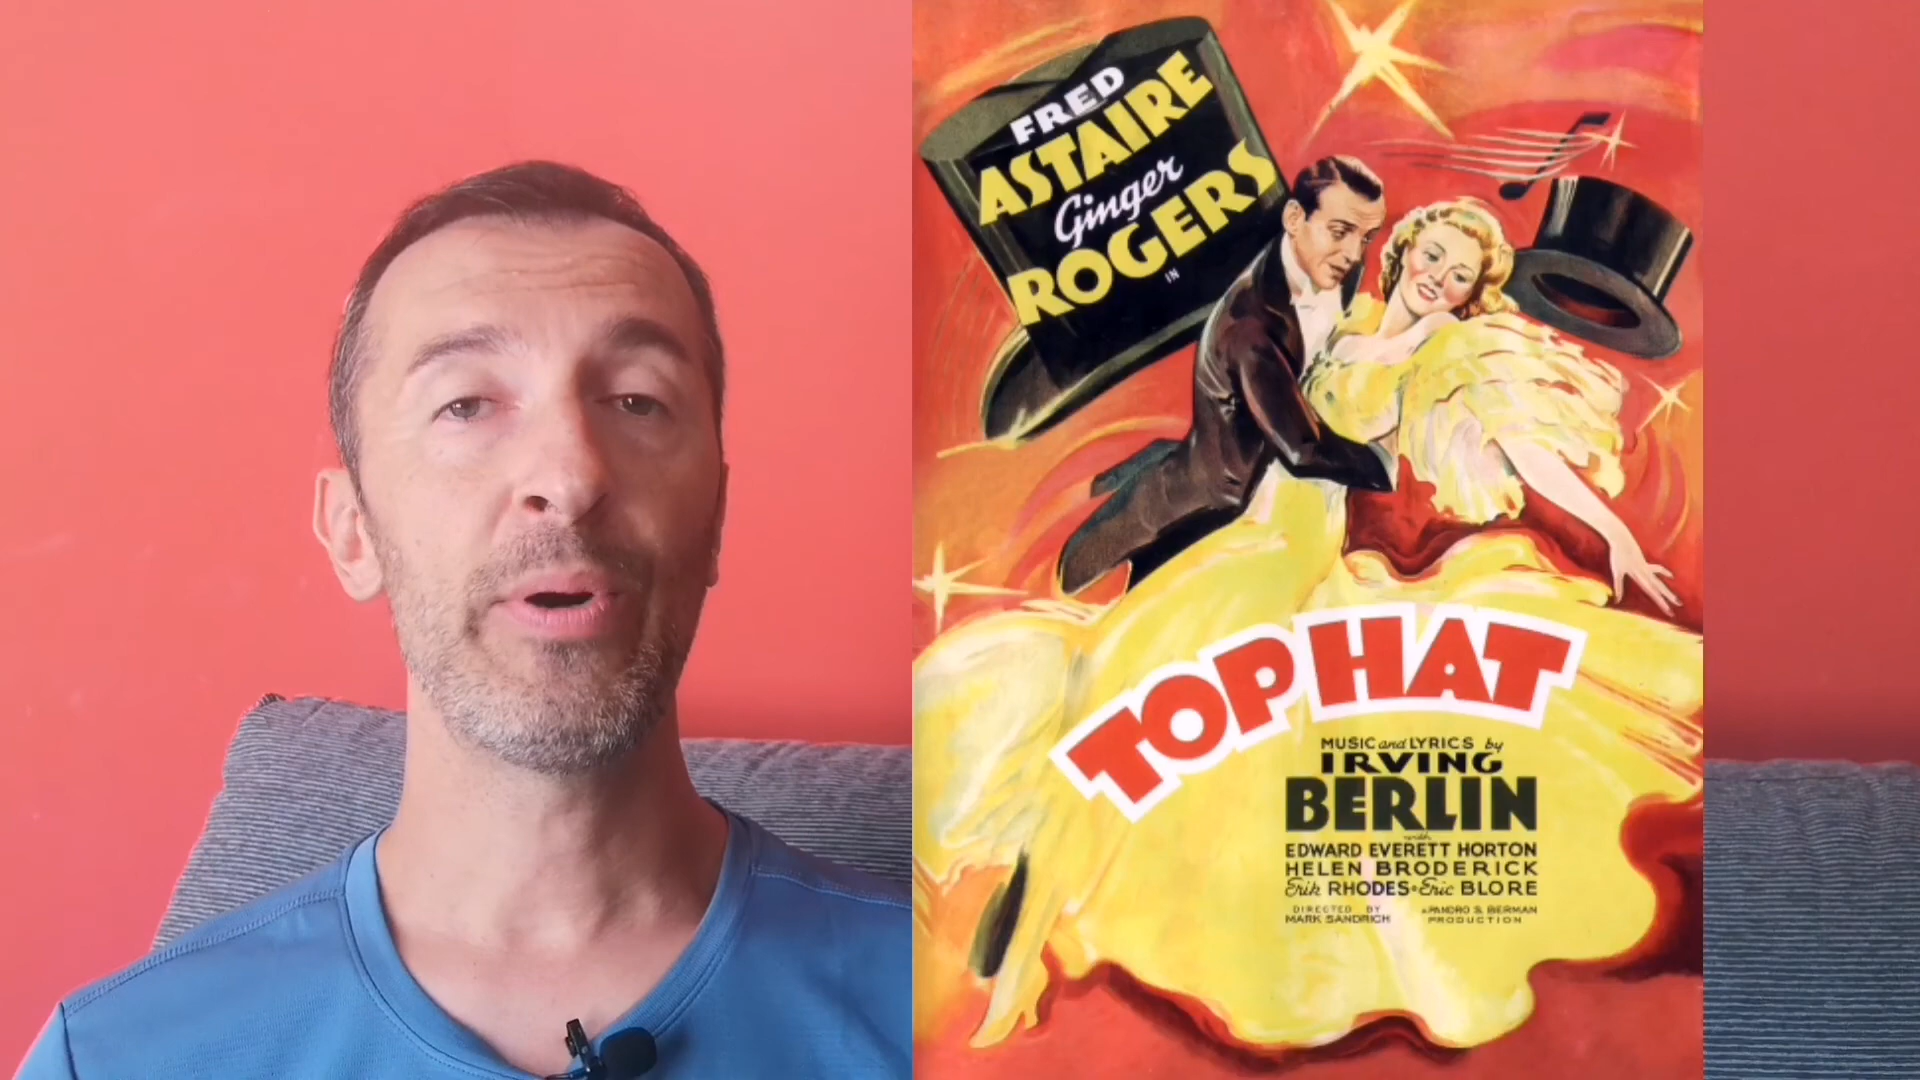 FRED
ASTAIRE
Ginger
ROGERS
IN
TOP HAT
MUSIC and LYRICS by
IRVING
BERLIN
with
EDWARD EVERETT HORTON
HELEN BRODERICK
Erik RHODES • Eric BLORE
DIRECTED BY
MARK SANDRICH
A PANDRO S. BERMAN
PRODUCTION